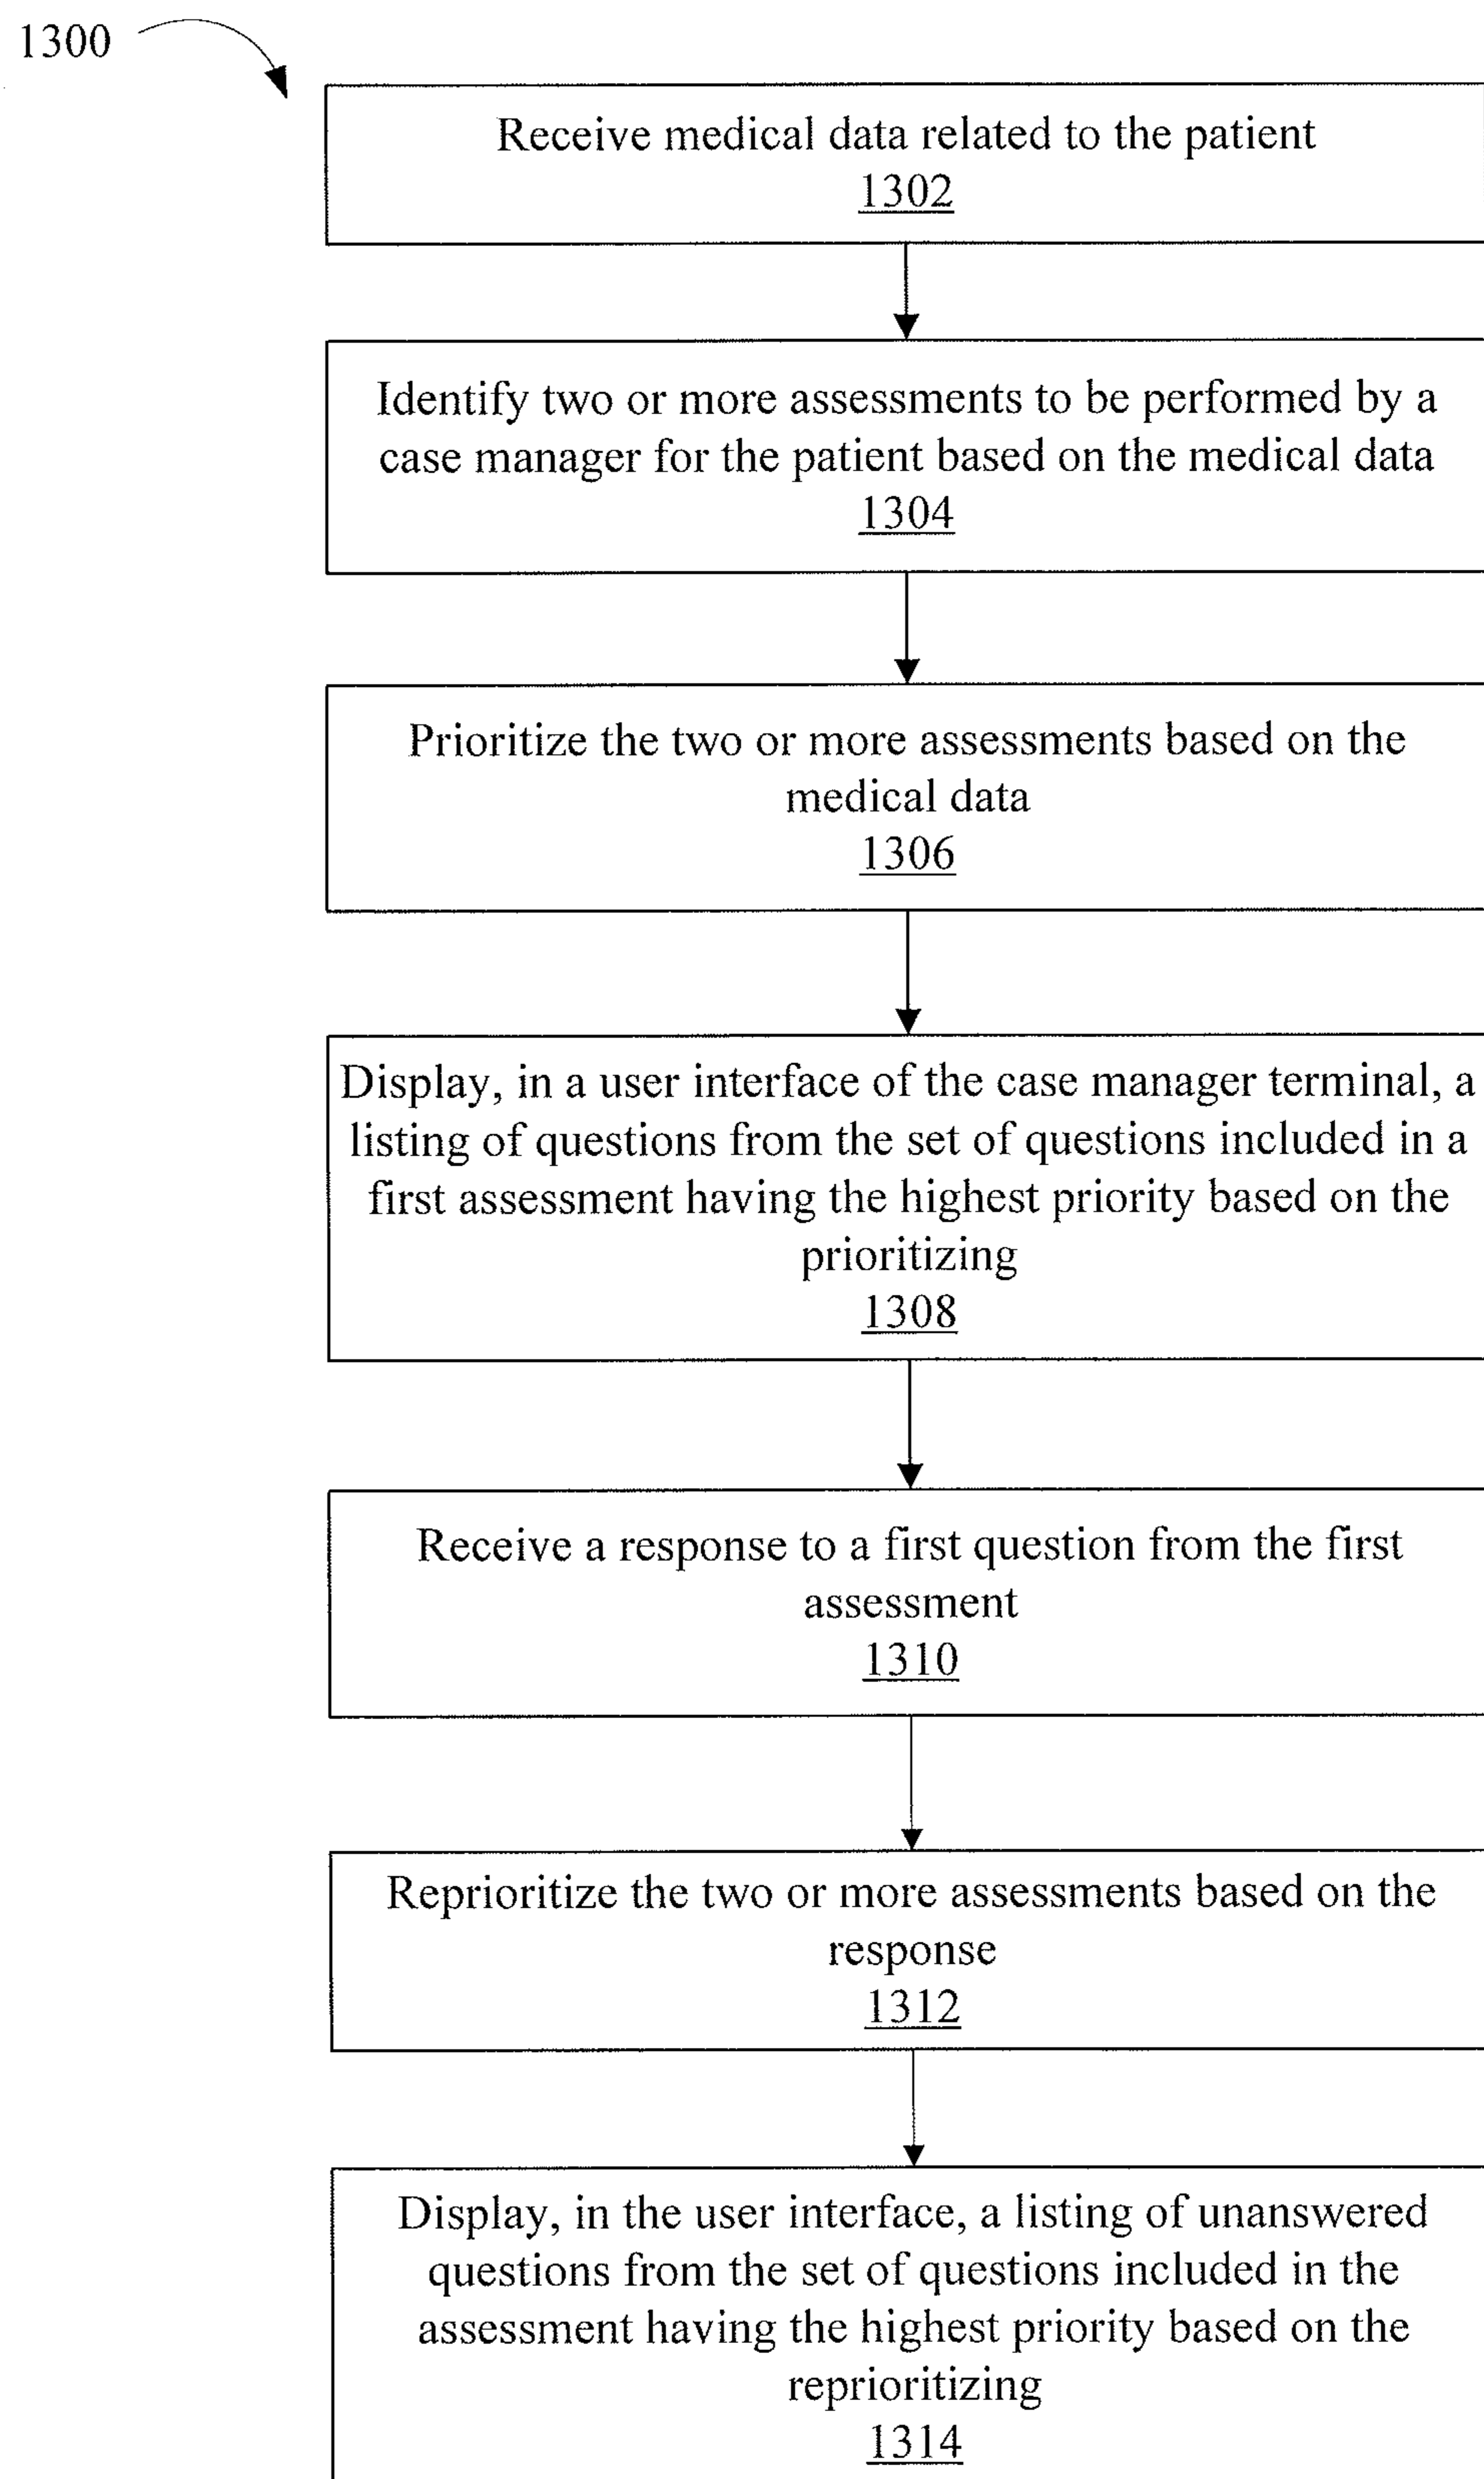 1300
Receive medical data related to the patient
1302
Identify two or more assessments to be performed by a
case manager for the patient based on the medical data
1304
Prioritize the two or more assessments based on the
medical data
1306
Display, in a user interface of the case manager terminal, a
listing of questions from the set of questions included in a
first assessment having the highest priority based on the
prioritizing
1308
Receive a response to a first question from the first
assessment
1310
Reprioritize the two or more assessments based on the
response
1312
Display, in the user interface, a listing of unanswered
questions from the set of questions included in the
assessment having the highest priority based on the
reprioritizing
1314